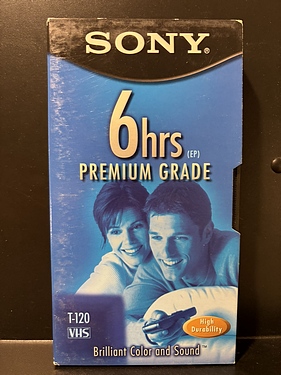 SONY®
6hrs (EP)
PREMIUM GRADE
High
Durability
T-120
VHS
Brilliant Color and Sound™